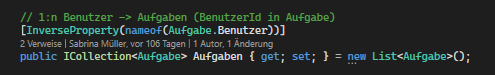 // 1:n Benutzer -> Aufgaben (BenutzerId in Aufgabe)
[InverseProperty(nameof(Aufgabe.Benutzer))]
2 Verweise | Sabrina Müller, vor 106 Tagen | 1 Autor, 1 Änderung
public ICollection<Aufgabe> Aufgaben { get; set; } = new List<Aufgabe>();